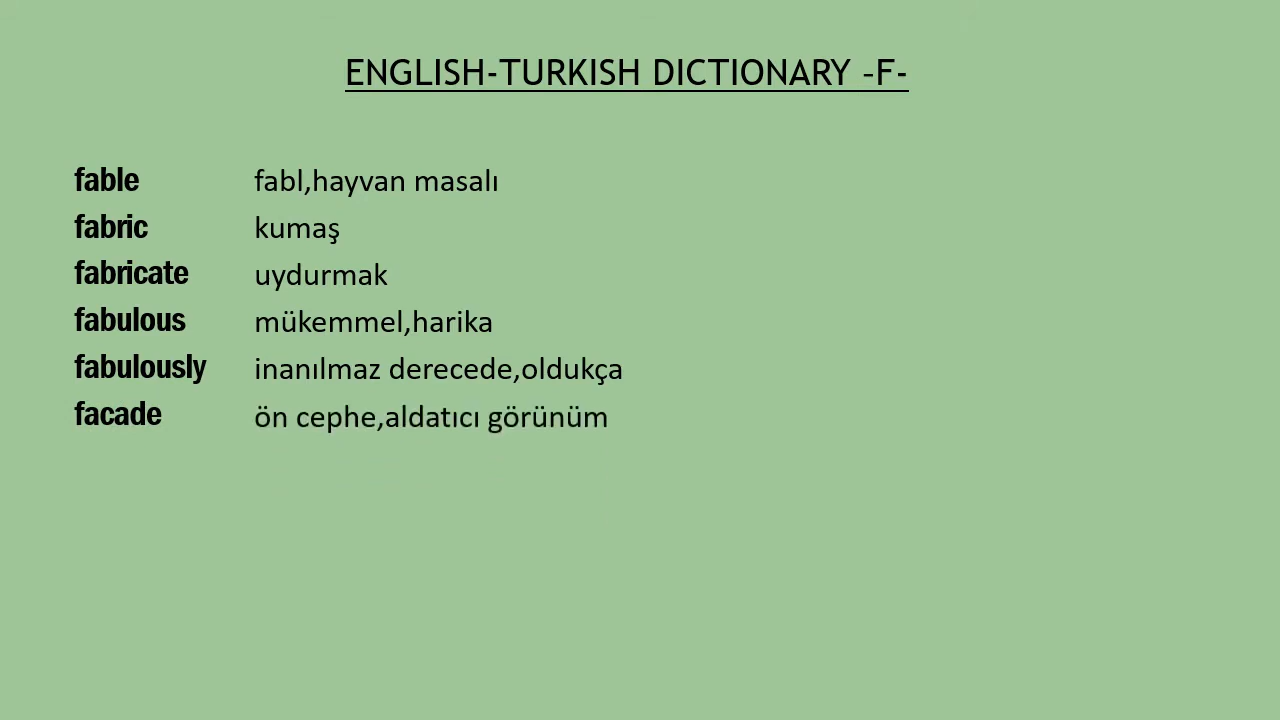 ENGLISH-TURKISH DICTIONARY –F-
fable fabl,hayvan masalı
fabric kumaş
fabricate uydurmak
fabulous mükemmel,harika
fabulously inanılmaz derecede,oldukça
facade ön cephe,aldatıcı görünüm